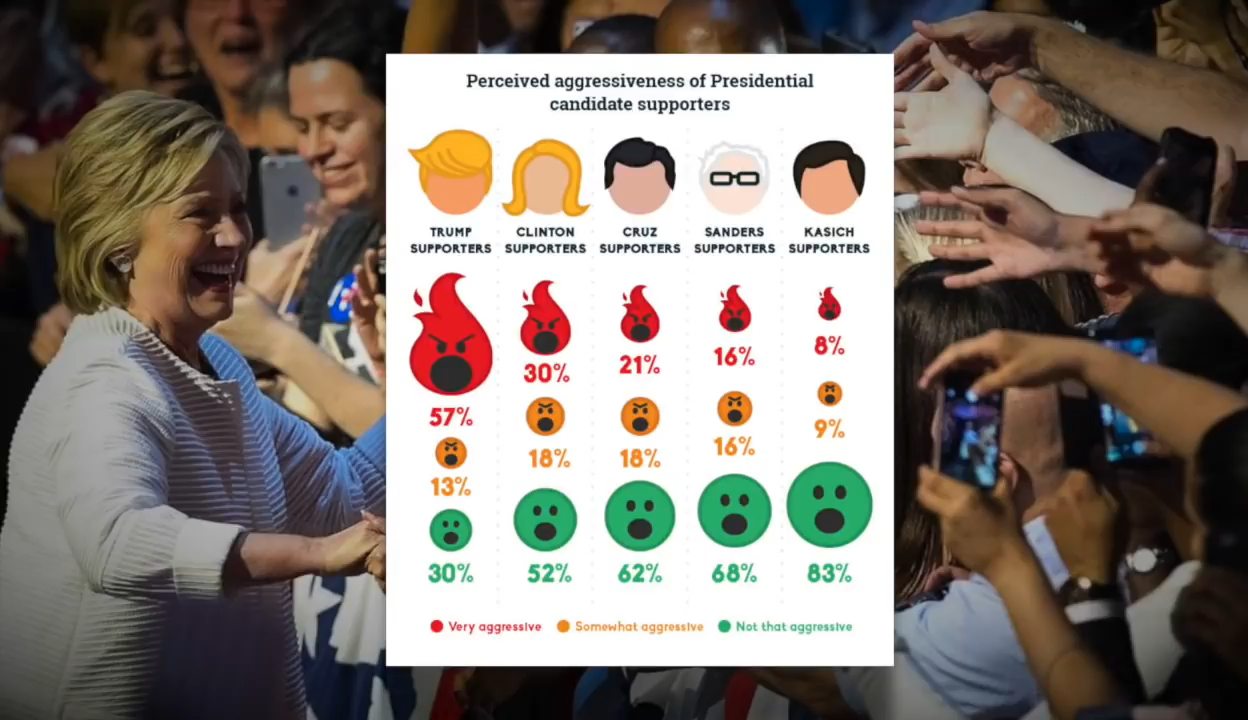 Perceived aggressiveness of Presidential
candidate supporters
TRUMP
SUPPORTERS
CLINTON
SUPPORTERS
CRUZ
SUPPORTERS
SANDERS
SUPPORTERS
KASICH
SUPPORTERS
57%
30%
21%
16%
8%
13%
18%
18%
16%
9%
30%
52%
62%
68%
83%
Very aggressive
Somewhat aggressive
Not that aggressive